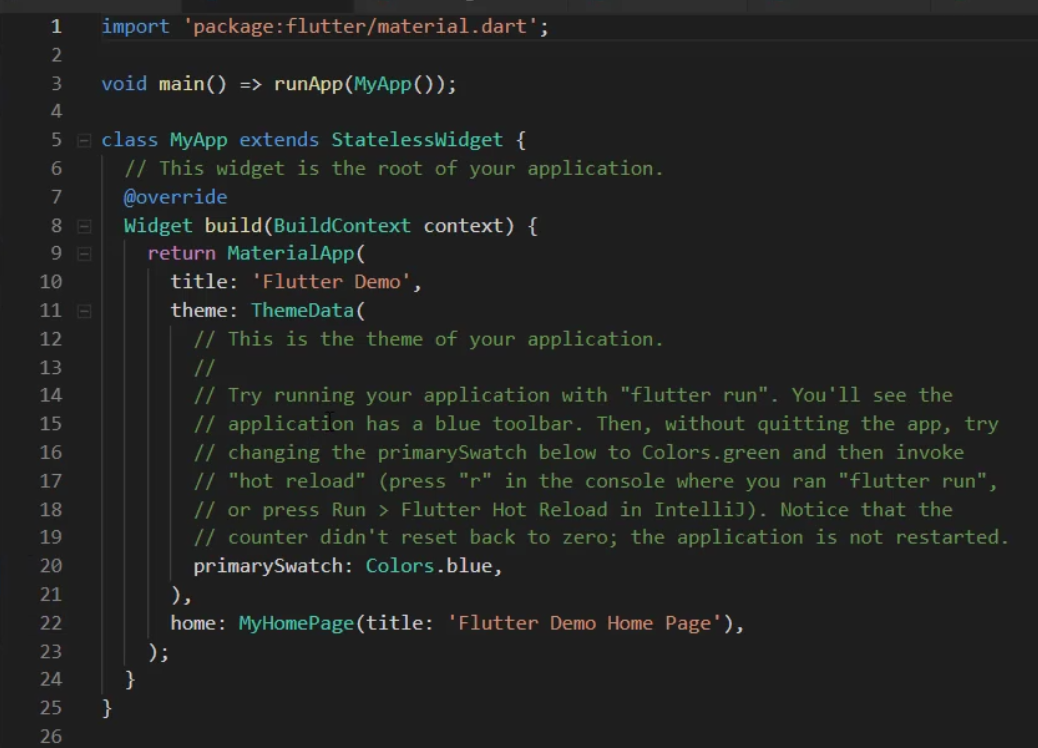 1 import 'package:flutter/material.dart';
2
3 void main() => runApp(MyApp());
4
5 class MyApp extends StatelessWidget {
6   // This widget is the root of your application.
7   @override
8   Widget build(BuildContext context) {
9     return MaterialApp(
10       title: 'Flutter Demo',
11       theme: ThemeData(
12         // This is the theme of your application.
13         //
14         // Try running your application with "flutter run". You'll see the
15         // application has a blue toolbar. Then, without quitting the app, try
16         // changing the primarySwatch below to Colors.green and then invoke
17         // "hot reload" (press "r" in the console where you ran "flutter run",
18         // or press Run > Flutter Hot Reload in IntelliJ). Notice that the
19         // counter didn't reset back to zero; the application is not restarted.
20         primarySwatch: Colors.blue,
21       ),
22       home: MyHomePage(title: 'Flutter Demo Home Page'),
23     );
24   }
25 }
26